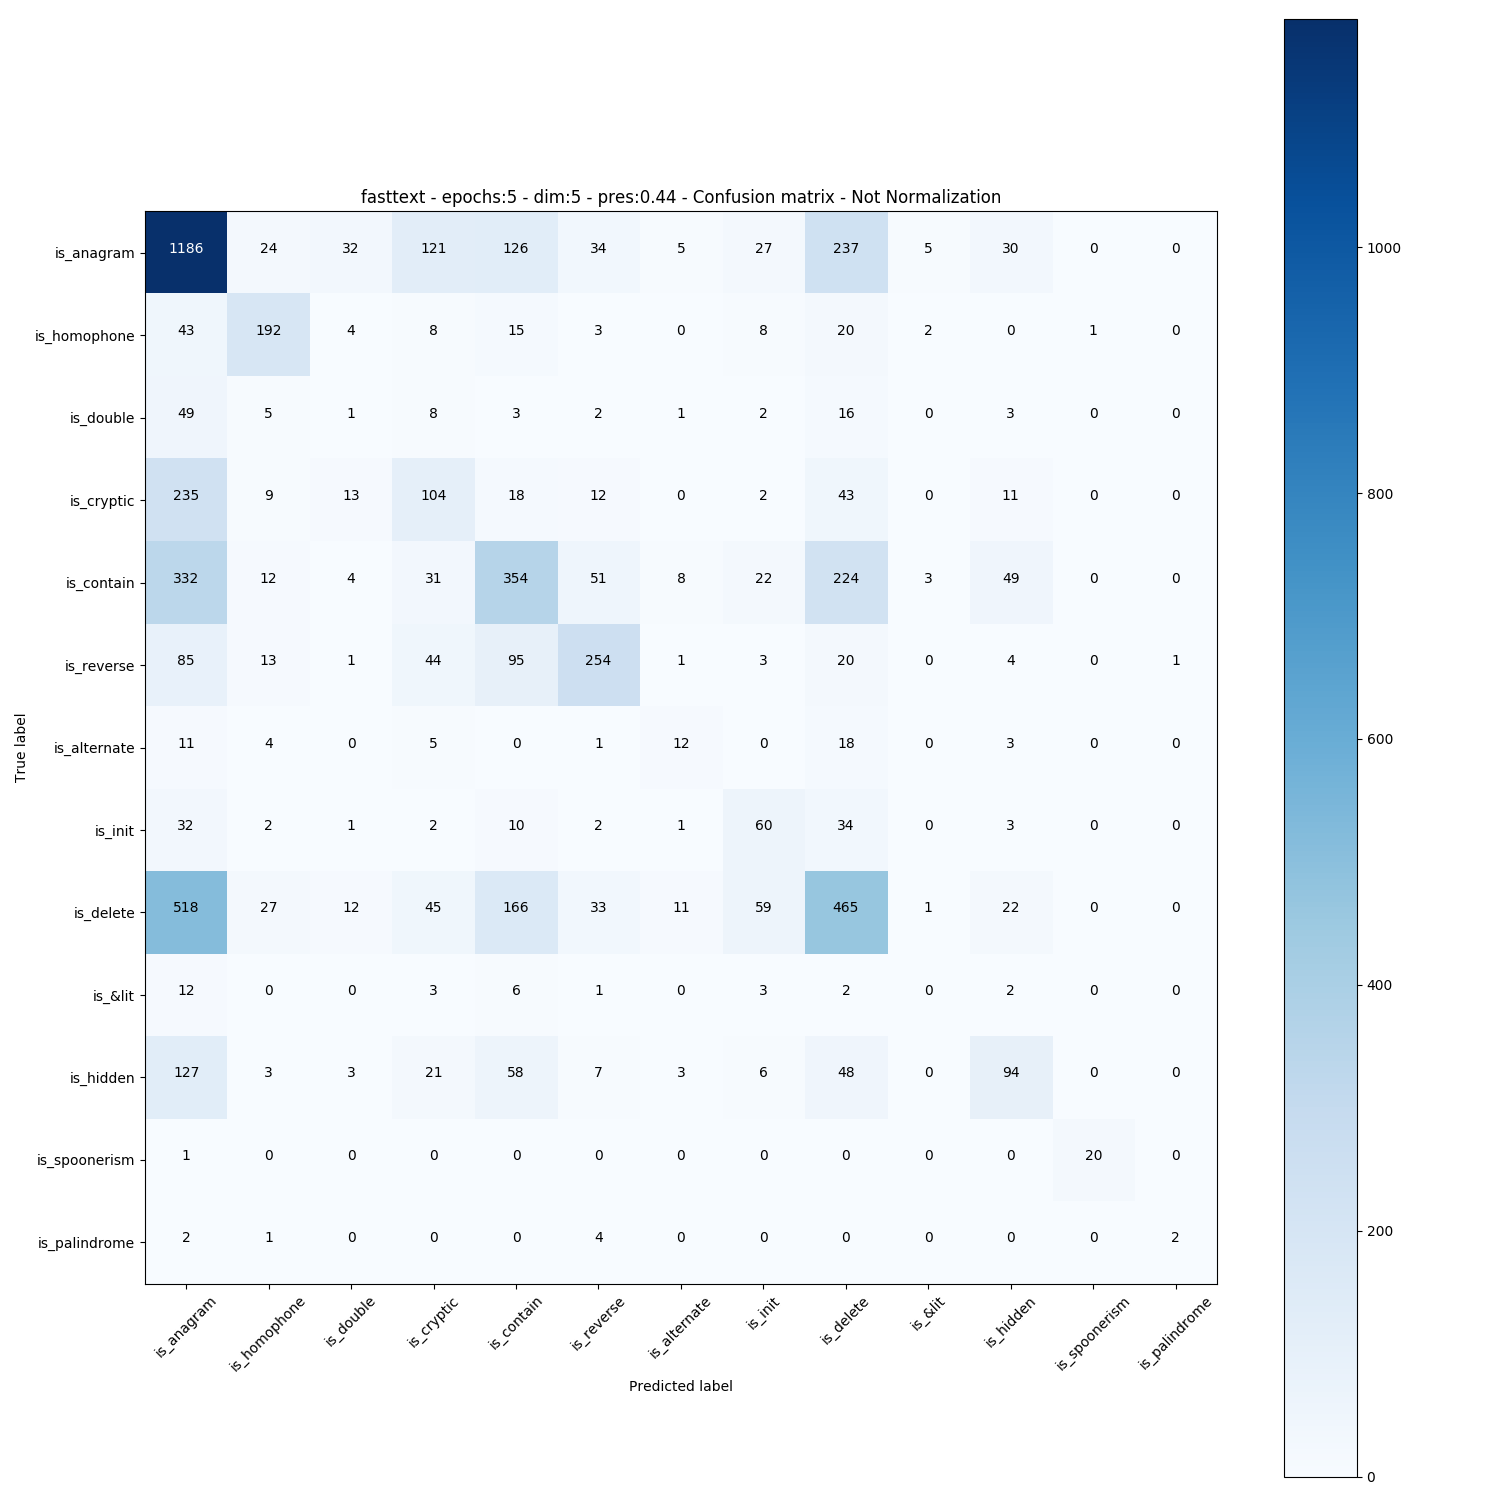 fasttext - epochs:5 - dim:5 - pres:0.44 - Confusion matrix - Not Normalization
is_anagram 1186 24 32 121 126 34 5 27 237 5 30 0 0
is_homophone 43 192 4 8 15 3 0 8 20 2 0 1 0
is_double 49 5 1 8 3 2 1 2 16 0 3 0 0
is_cryptic 235 9 13 104 18 12 0 2 43 0 11 0 0
is_contain 332 12 4 31 354 51 8 22 224 3 49 0 0
is_reverse 85 13 1 44 95 254 1 3 20 0 4 0 1
is_alternate 11 4 0 5 0 1 12 0 18 0 3 0 0
is_init 32 2 1 2 10 2 1 60 34 0 3 0 0
is_delete 518 27 12 45 166 33 11 59 465 1 22 0 0
is_&lit 12 0 0 3 6 1 0 3 2 0 2 0 0
is_hidden 127 3 3 21 58 7 3 6 48 0 94 0 0
is_spoonerism 1 0 0 0 0 0 0 0 0 0 0 20 0
is_palindrome 2 1 0 0 0 4 0 0 0 0 0 0 2
is_anagram is_homophone is_double is_cryptic is_contain is_reverse is_alternate is_init is_delete is_&lit is_hidden is_spoonerism is_palindrome
Predicted label
True label
1000
800
600
400
200
0